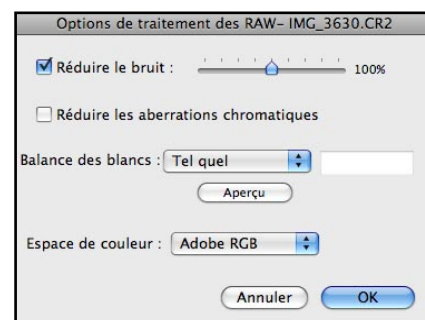 Options de traitement des RAW– IMG_3630.CR2
Réduire le bruit : 100%
Réduire les aberrations chromatiques
Balance des blancs : Tel quel
Aperçu
Espace de couleur : Adobe RGB
Annuler OK